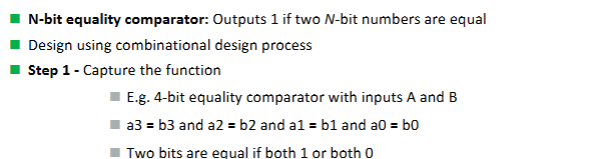 N-bit equality comparator: Outputs 1 if two N-bit numbers are equal
Design using combinational design process
Step 1 - Capture the function
E.g. 4-bit equality comparator with inputs A and B
a3 = b3 and a2 = b2 and a1 = b1 and a0 = b0
Two bits are equal if both 1 or both 0